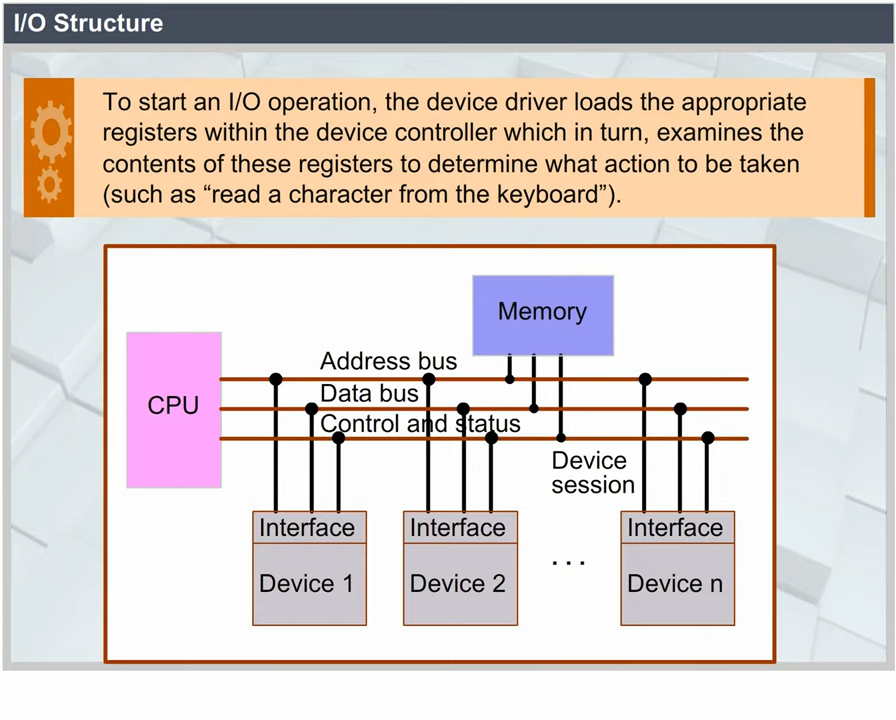 I/O Structure
To start an I/O operation, the device driver loads the appropriate
registers within the device controller which in turn, examines the
contents of these registers to determine what action to be taken
(such as “read a character from the keyboard”).
Memory
CPU
Address bus
Data bus
Control and status
Device
session
Interface
Interface
Interface
Device 1
Device 2
. . .
Device n